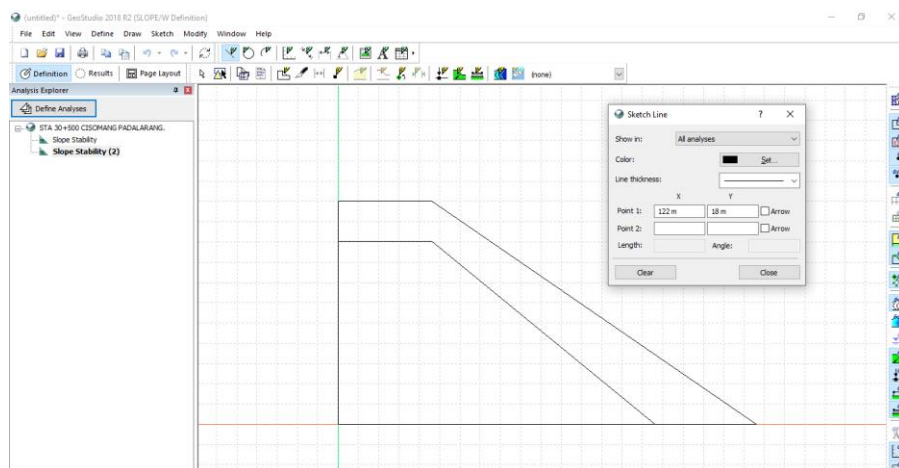 (untitled)* - GeoStudio 2018 R2 (SLOPE/W Definition)
File Edit View Define Draw Sketch Modify Window Help
Definition Results Page Layout (none)
Analysis Explorer
Define Analyses
STA 30+500 CISOMANG PADALARANG.
Slope Stability
Slope Stability (2)
Sketch Line ? X
Show in: All analyses
Color: Set...
Line thickness:
X Y
Point 1: 122 m 18 m Arrow
Point 2: Arrow
Length: Angle:
Clear Close